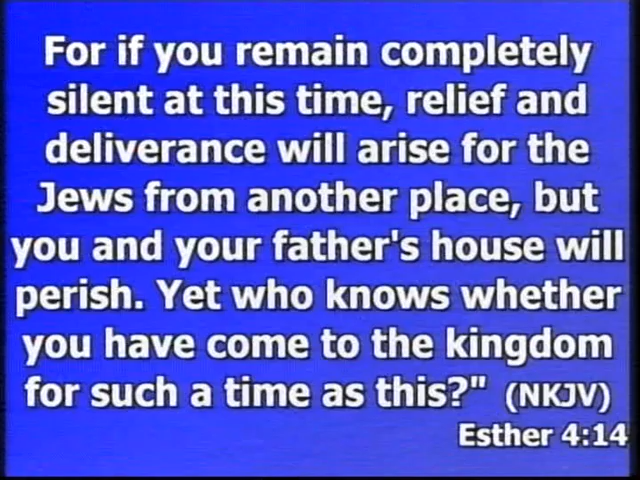 For if you remain completely
silent at this time, relief and
deliverance will arise for the
Jews from another place, but
you and your father's house will
perish. Yet who knows whether
you have come to the kingdom
for such a time as this?" (NKJV)
Esther 4:14